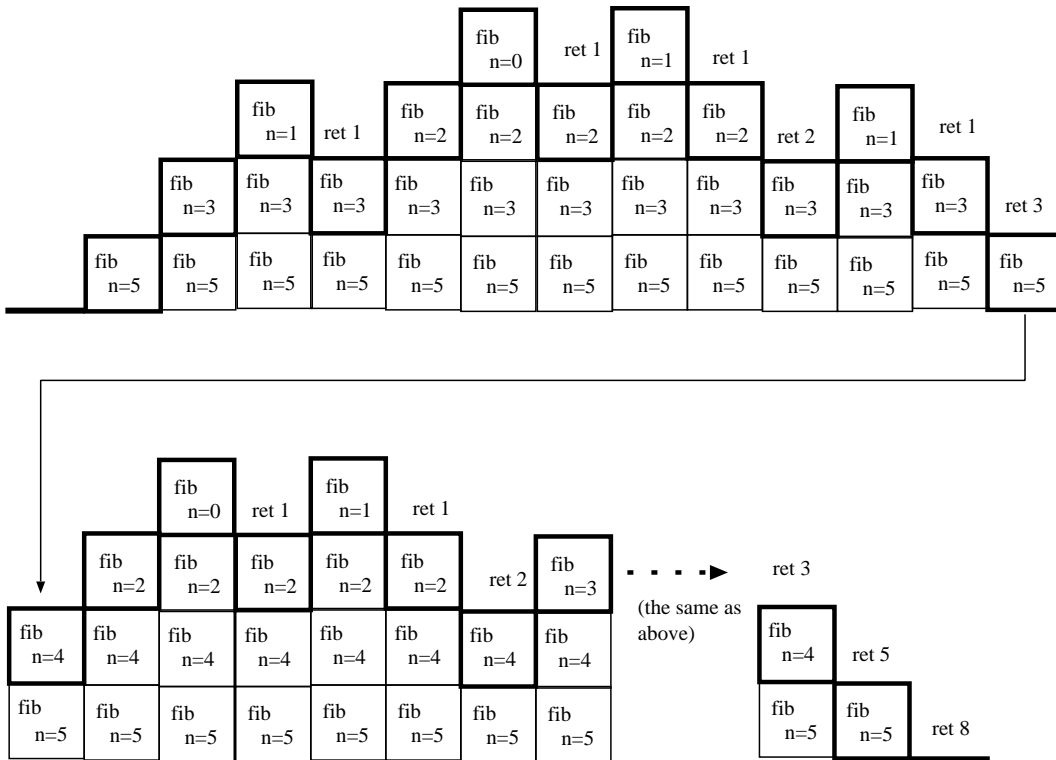 fib fib
ret 1 ret 1
n=0 n=1
fib fib fib fib fib fib fib
n=1 ret 1 n=2 n=2 n=2 n=2 n=2 ret 2 n=1 ret 1
fib fib fib fib fib fib fib fib fib fib fib
n=3 n=3 n=3 n=3 n=3 n=3 n=3 n=3 n=3 n=3 n=3 ret 3
fib fib fib fib fib fib fib fib fib fib fib fib fib
n=5 n=5 n=5 n=5 n=5 n=5 n=5 n=5 n=5 n=5 n=5 n=5 n=5
fib fib
n=0 ret 1 n=1 ret 1
fib fib fib fib fib fib
n=2 n=2 n=2 n=2 n=2 ret 2 n=3 ret 3
(the same as
above)
fib fib fib fib fib fib fib fib fib
n=4 n=4 n=4 n=4 n=4 n=4 n=4 n=4 n=4 ret 5
fib fib fib fib fib fib fib fib fib fib
n=5 n=5 n=5 n=5 n=5 n=5 n=5 n=5 n=5 n=5 ret 8